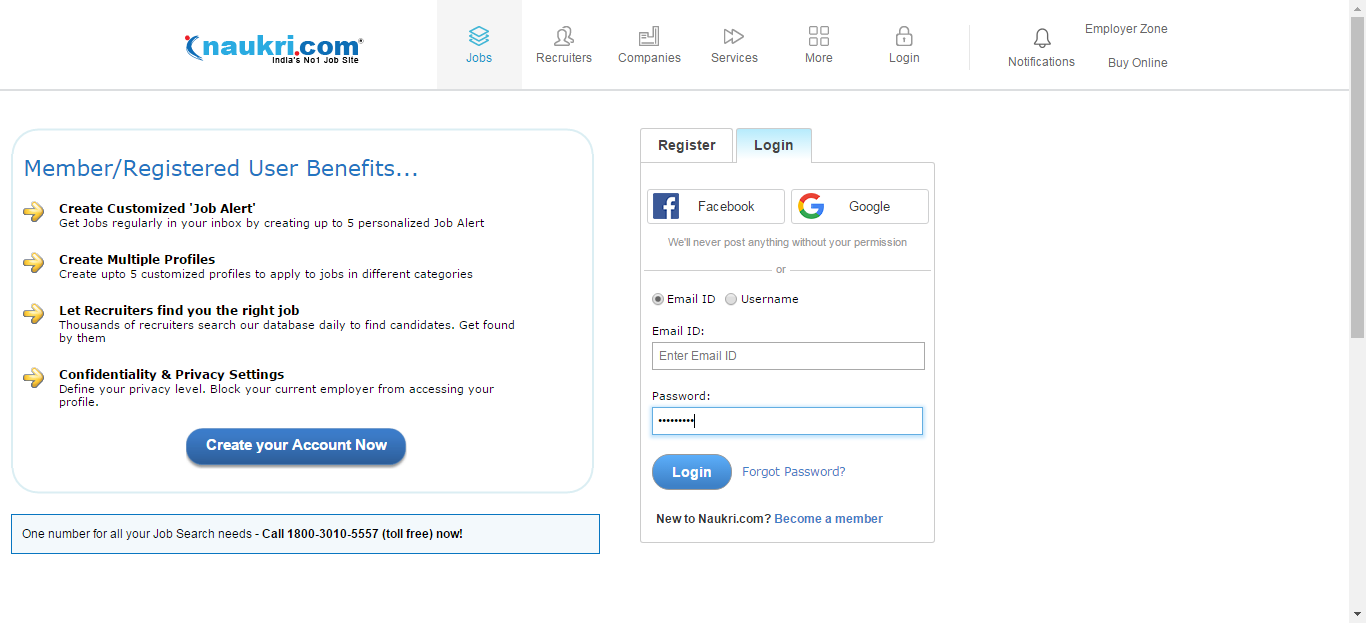 naukri.com
India's No1 Job Site
Jobs
Recruiters
Companies
Services
More
Login
Notifications
Employer Zone
Buy Online
Member/Registered User Benefits...
Create Customized 'Job Alert'
Get Jobs regularly in your inbox by creating up to 5 personalized Job Alert
Create Multiple Profiles
Create upto 5 customized profiles to apply to jobs in different categories
Let Recruiters find you the right job
Thousands of recruiters search our database daily to find candidates. Get found
by them
Confidentiality & Privacy Settings
Define your privacy level. Block your current employer from accessing your
profile.
Create your Account Now
One number for all your Job Search needs - Call 1800-3010-5557 (toll free) now!
Register
Login
Facebook
Google
We'll never post anything without your permission
or
Email ID
Username
Email ID:
Enter Email ID
Password:
•••••••••
Login
Forgot Password?
New to Naukri.com? Become a member